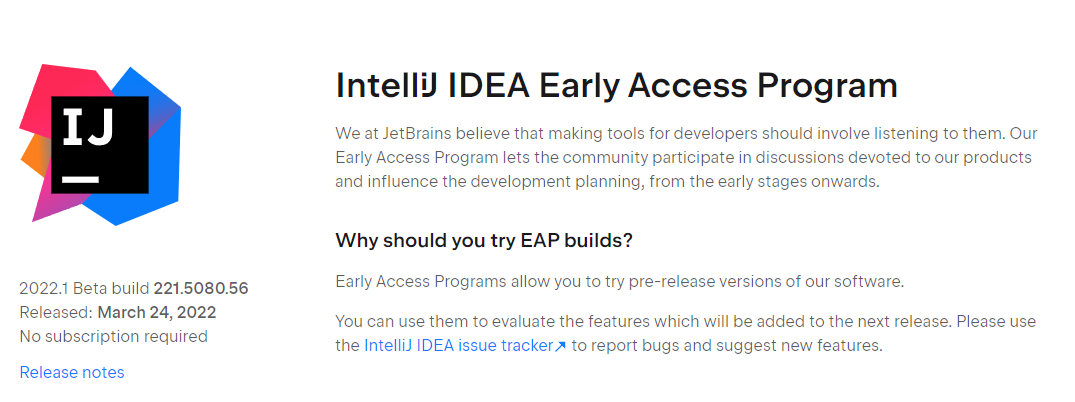 IJ
IntelliJ IDEA Early Access Program
We at JetBrains believe that making tools for developers should involve listening to them. Our
Early Access Program lets the community participate in discussions devoted to our products
and influence the development planning, from the early stages onwards.
Why should you try EAP builds?
Early Access Programs allow you to try pre-release versions of our software.
You can use them to evaluate the features which will be added to the next release. Please use
the IntelliJ IDEA issue tracker↗ to report bugs and suggest new features.
2022.1 Beta build 221.5080.56
Released: March 24, 2022
No subscription required
Release notes